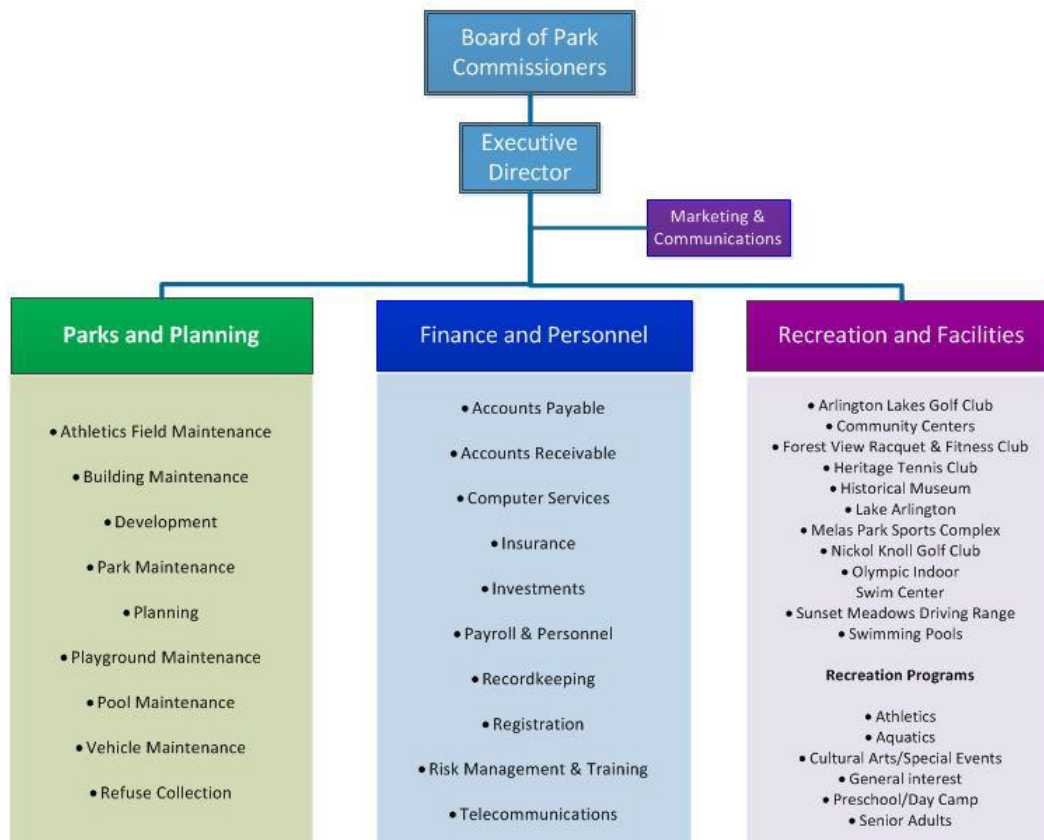 Board of Park
Commissioners
Executive
Director
Marketing &
Communications
Parks and Planning
• Athletics Field Maintenance
• Building Maintenance
• Development
• Park Maintenance
• Planning
• Playground Maintenance
• Pool Maintenance
• Vehicle Maintenance
• Refuse Collection
Finance and Personnel
• Accounts Payable
• Accounts Receivable
• Computer Services
• Insurance
• Investments
• Payroll & Personnel
• Recordkeeping
• Registration
• Risk Management & Training
• Telecommunications
Recreation and Facilities
• Arlington Lakes Golf Club
• Community Centers
• Forest View Racquet & Fitness Club
• Heritage Tennis Club
• Historical Museum
• Lake Arlington
• Melas Park Sports Complex
• Nickol Knoll Golf Club
• Olympic Indoor
Swim Center
• Sunset Meadows Driving Range
• Swimming Pools
Recreation Programs
• Athletics
• Aquatics
• Cultural Arts/Special Events
• General interest
• Preschool/Day Camp
• Senior Adults